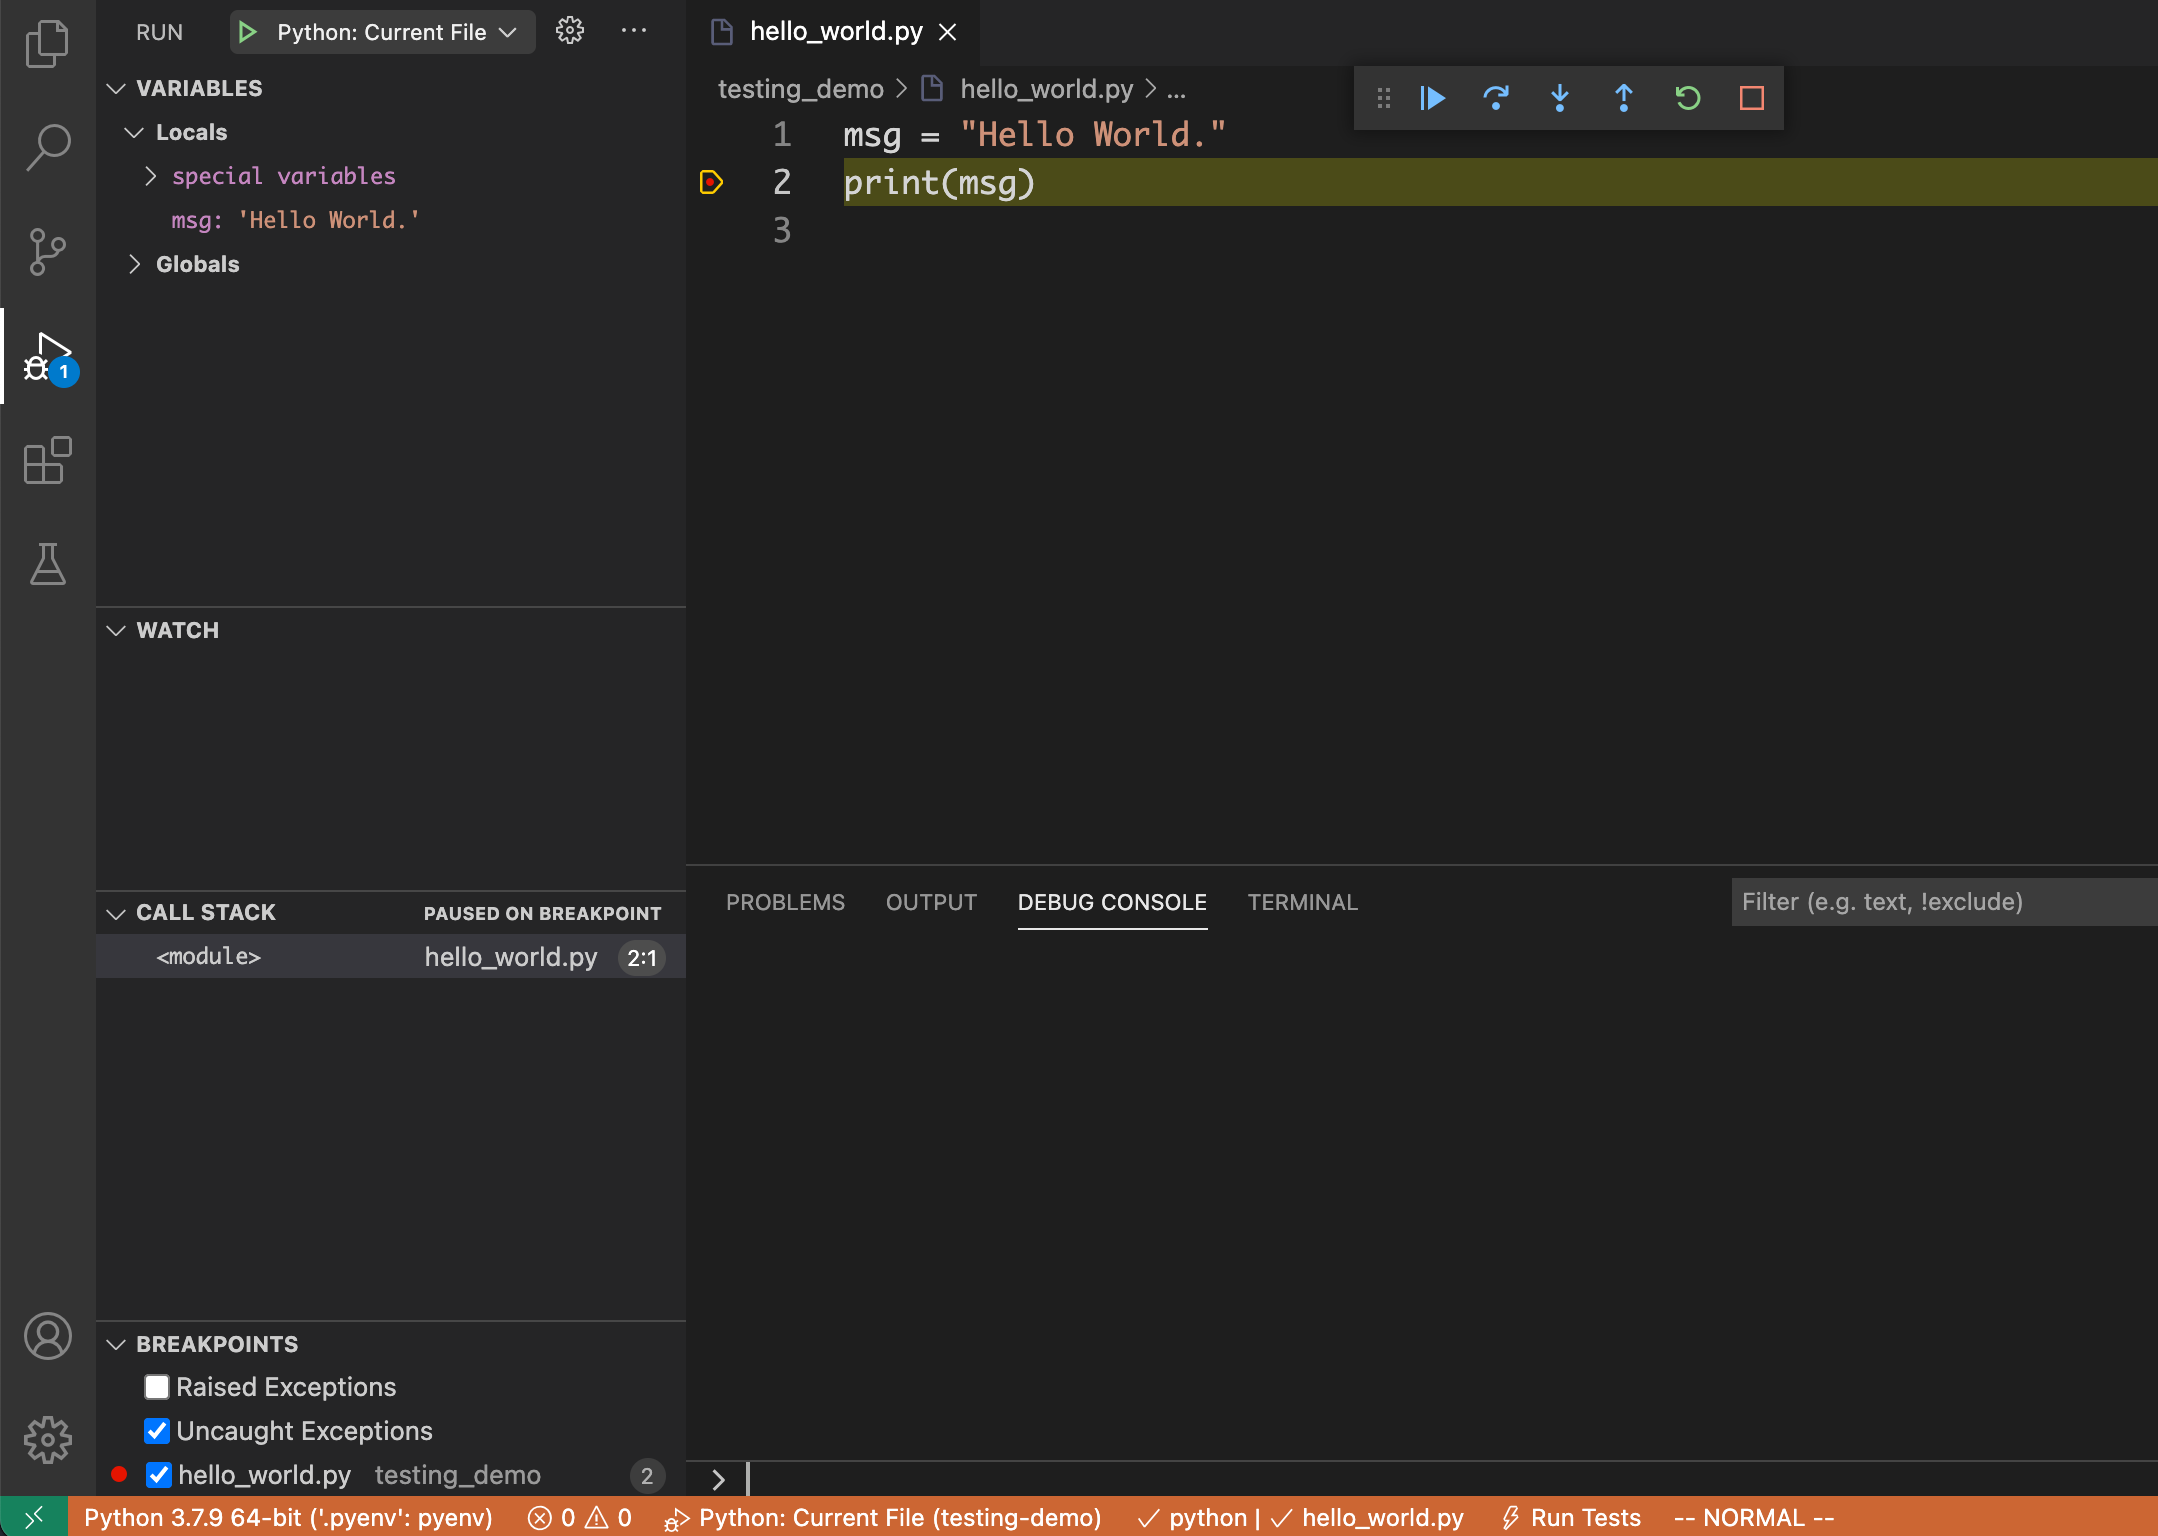 RUN Python: Current File ...
VARIABLES
Locals
special variables
msg: 'Hello World.'
Globals
1
WATCH
CALL STACK PAUSED ON BREAKPOINT
<module> hello_world.py 2:1
BREAKPOINTS
Raised Exceptions
Uncaught Exceptions
hello_world.py testing_demo 2
hello_world.py
testing_demo > hello_world.py > ...
1 msg = "Hello World."
2 print(msg)
3
PROBLEMS OUTPUT DEBUG CONSOLE TERMINAL Filter (e.g. text, !exclude)
>
Python 3.7.9 64-bit ('.pyenv': pyenv) 0 0 Python: Current File (testing-demo) ✓ python | ✓ hello_world.py Run Tests -- NORMAL --